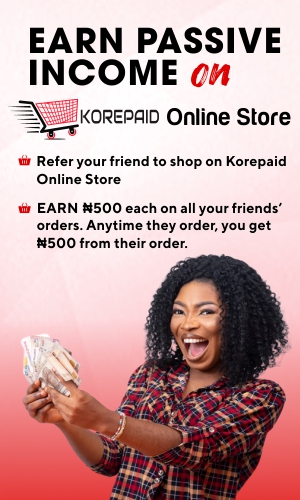 EARN PASSIVE
INCOME on
KOREPAID Online Store
Refer your friend to shop on Korepaid
Online Store
EARN ₦500 each on all your friends’
orders. Anytime they order, you get
₦500 from their order.